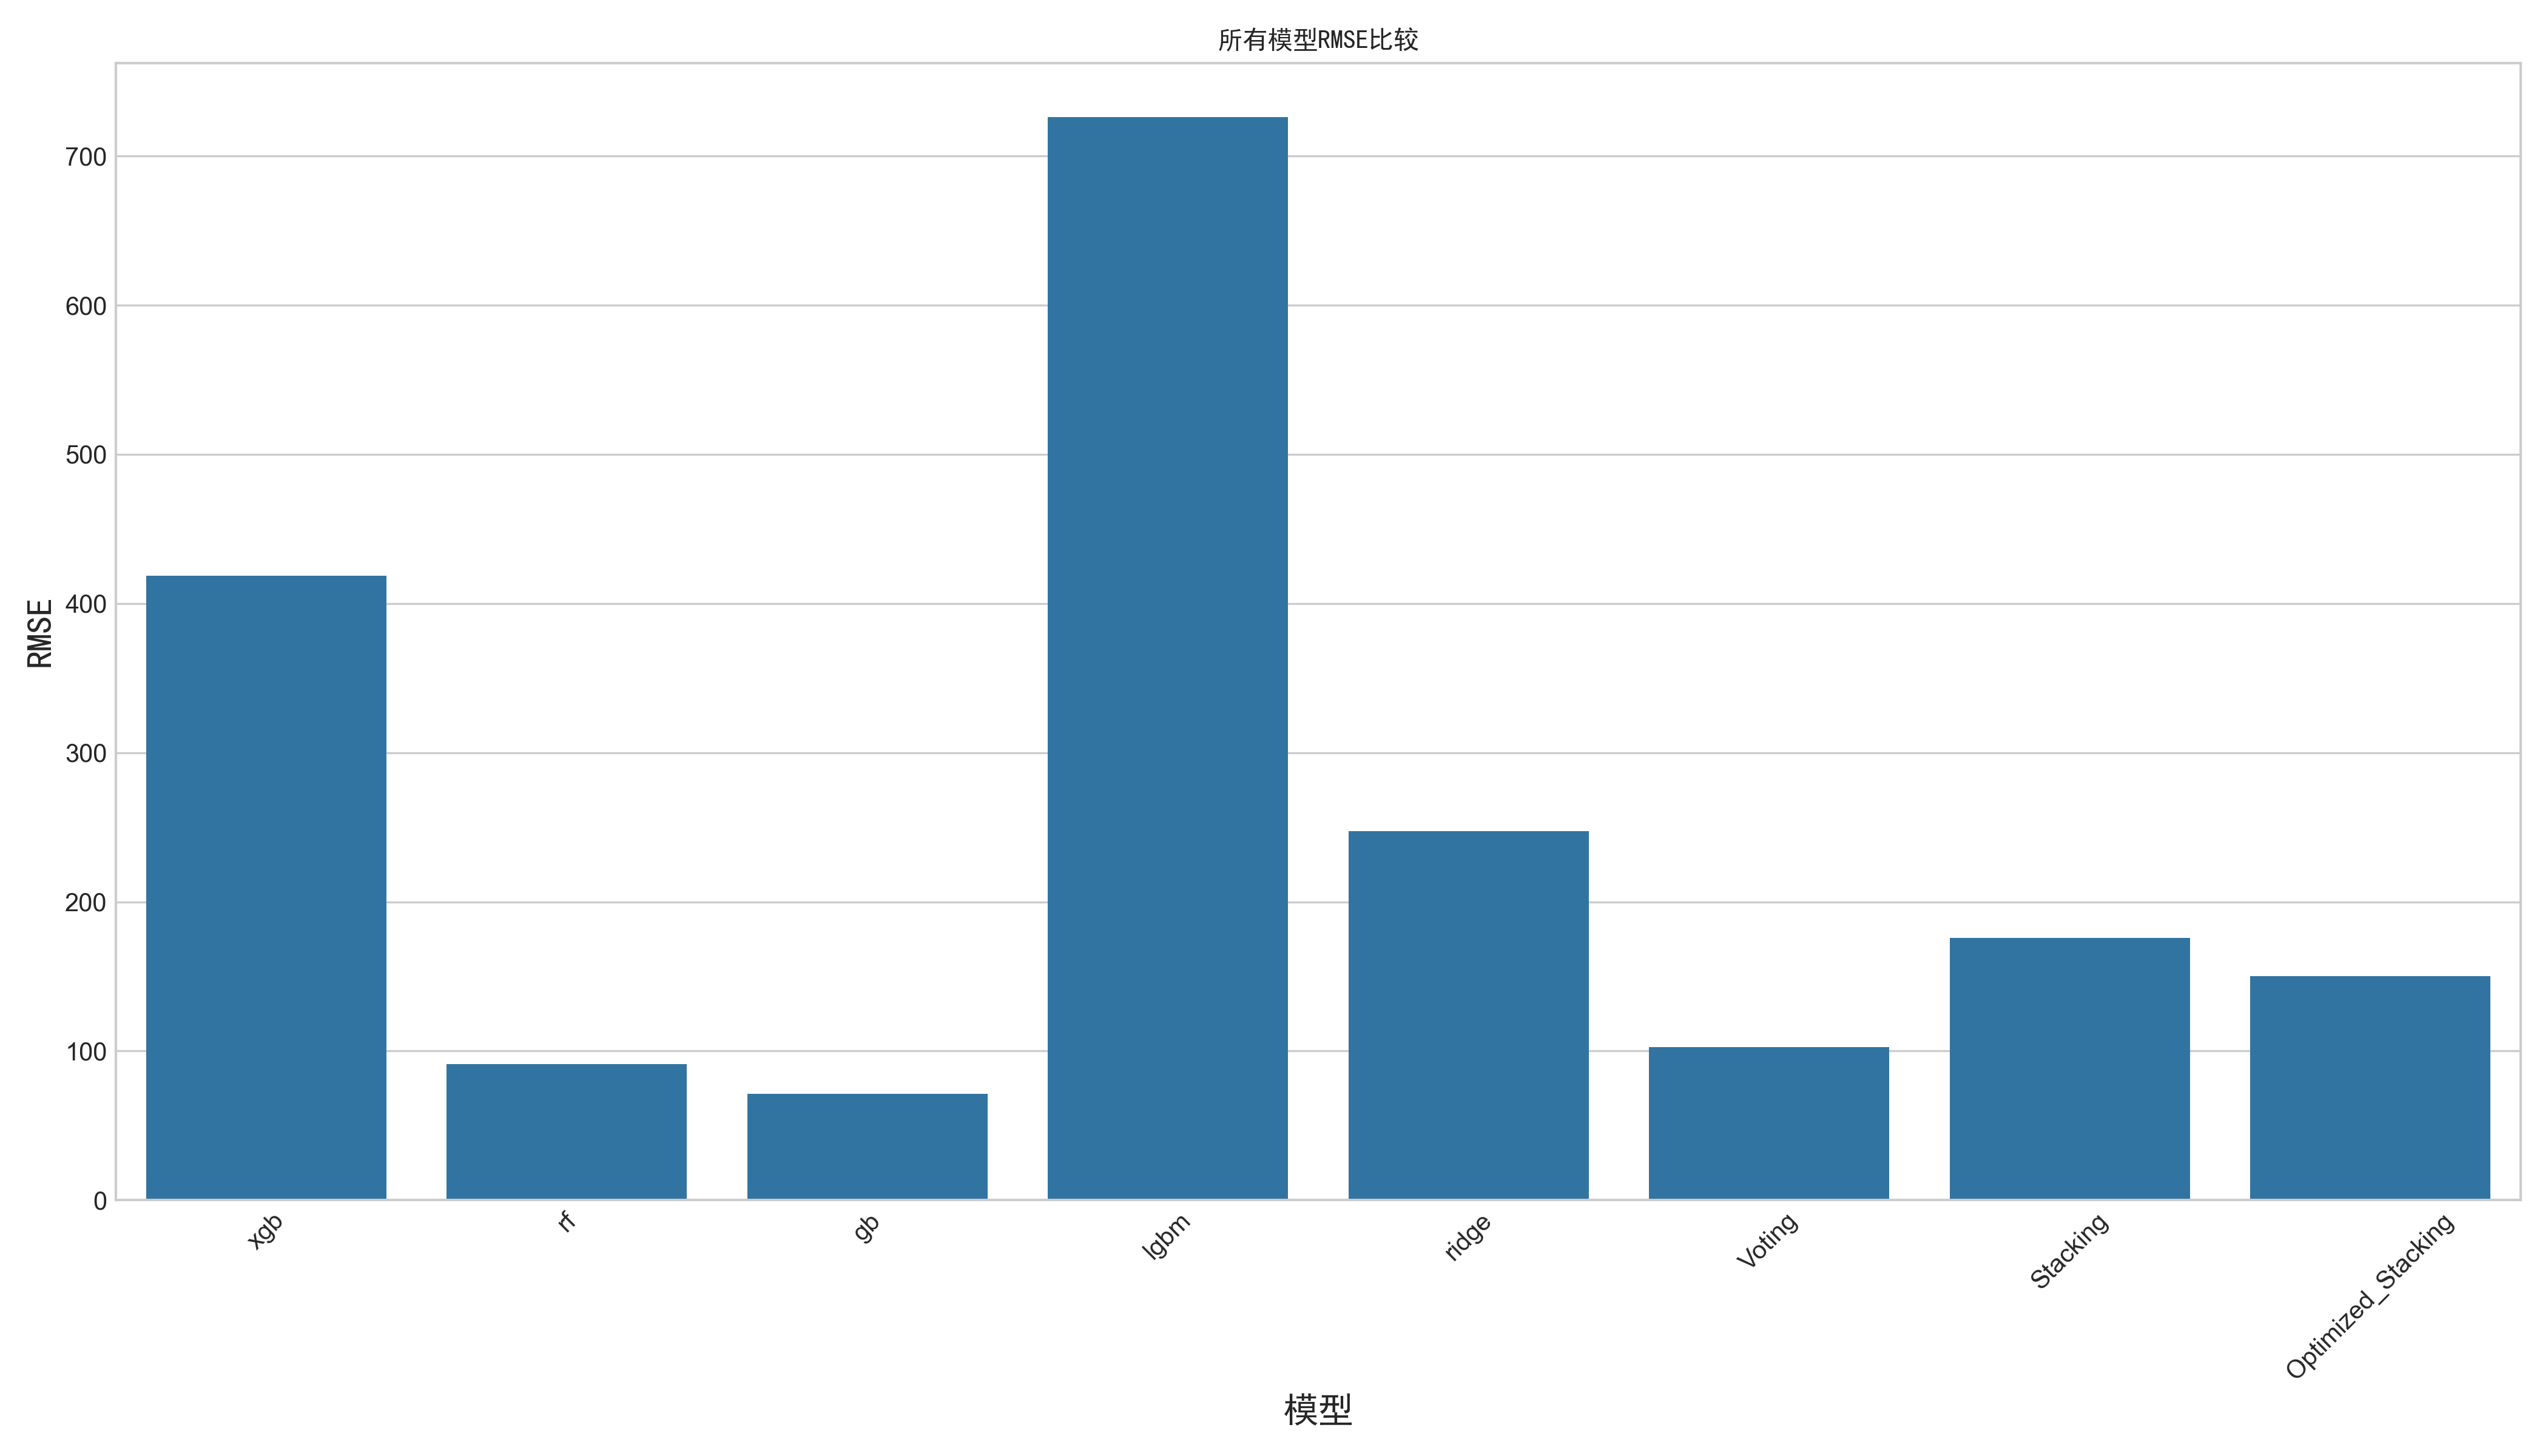 所有模型RMSE比较
RMSE
700
600
500
400
300
200
100
0
xgb
rf
gb
lgbm
ridge
Voting
Stacking
Optimized_Stacking
模型